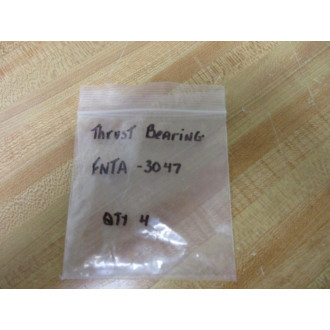 Thrust Bearing
FNTA -3047
QTY 4